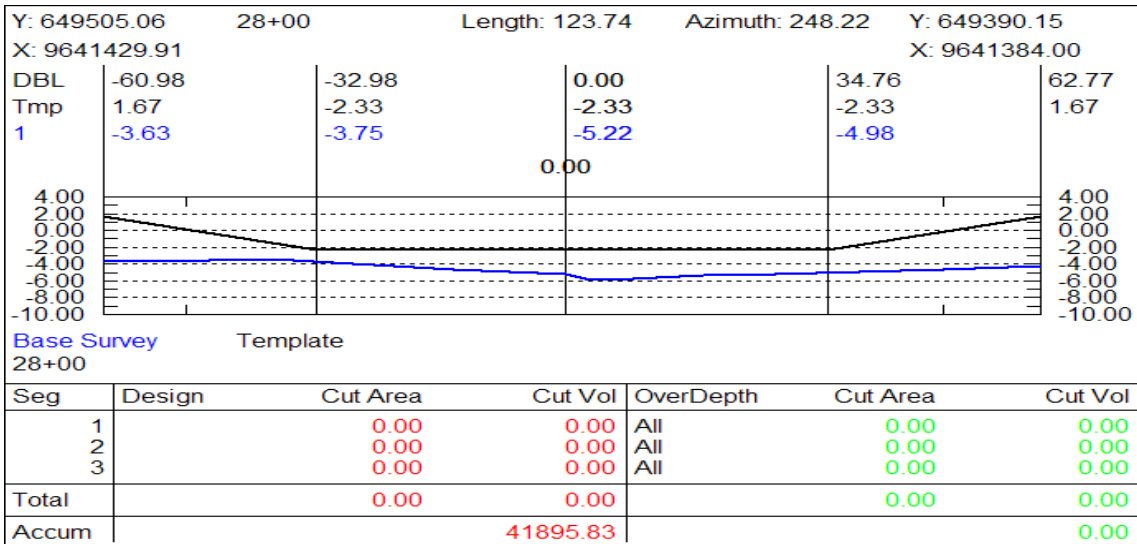 Y: 649505.06 28+00 Length: 123.74 Azimuth: 248.22 Y: 649390.15
X: 9641429.91 X: 9641384.00
DBL -60.98 -32.98 0.00 34.76 62.77
Tmp 1.67 -2.33 -2.33 -2.33 1.67
1 -3.63 -3.75 -5.22 -4.98
0.00
4.00 4.00
2.00 2.00
0.00 0.00
-2.00 -2.00
-4.00 -4.00
-6.00 -6.00
-8.00 -8.00
-10.00 -10.00
Base Survey Template
28+00
Seg Design Cut Area Cut Vol OverDepth Cut Area Cut Vol
1 0.00 0.00 All 0.00 0.00
2 0.00 0.00 All 0.00 0.00
3 0.00 0.00 All 0.00 0.00
Total 0.00 0.00 0.00 0.00
Accum 41895.83 0.00